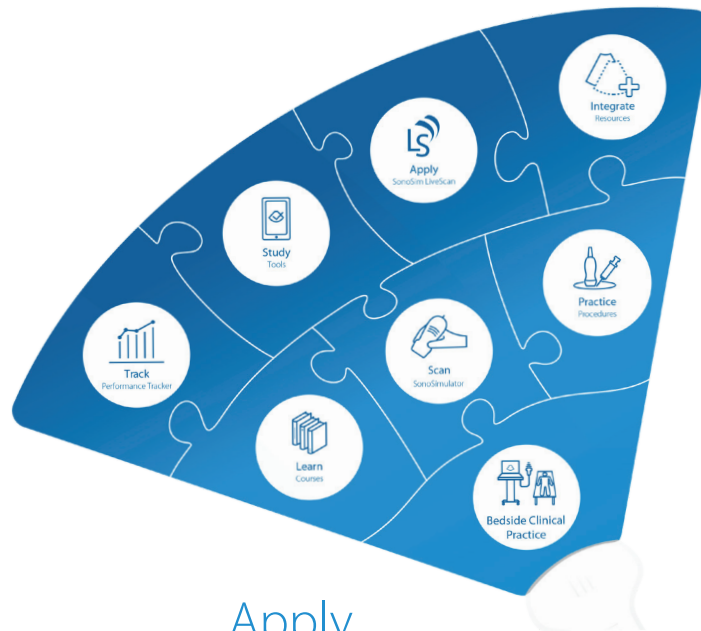 Integrate
Resources
LS
Apply
SonoSim LiveScan
Study
Tools
Practice
Procedures
Track
Performance Tracker
Scan
SonoSimulator
Learn
Courses
Bedside Clinical
Practice
Apply